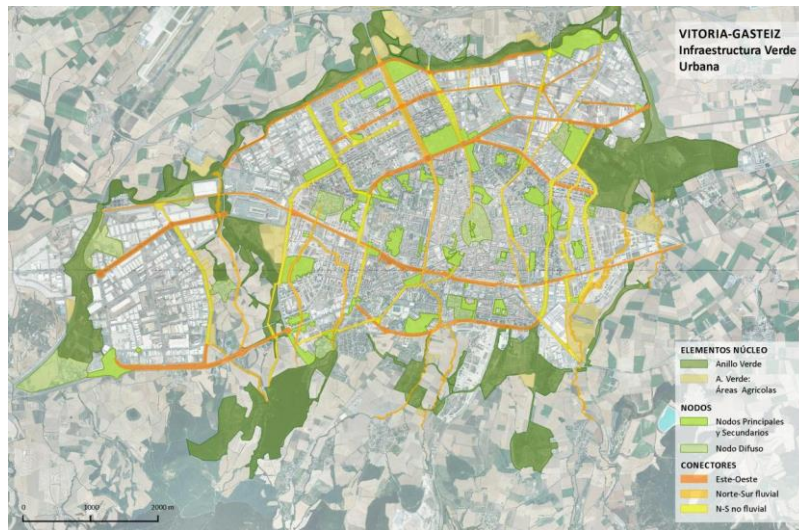 VITORIA-GASTEIZ
Infraestructura Verde
Urbana
ELEMENTOS NÚCLEO
Anillo Verde
A. Verde:
Áreas Agrícolas
NODOS
Nodos Principales
y Secundarios
Nodo Difuso
CONECTORES
Este-Oeste
Norte-Sur fluvial
N-S no fluvial
0 1000 2000 m